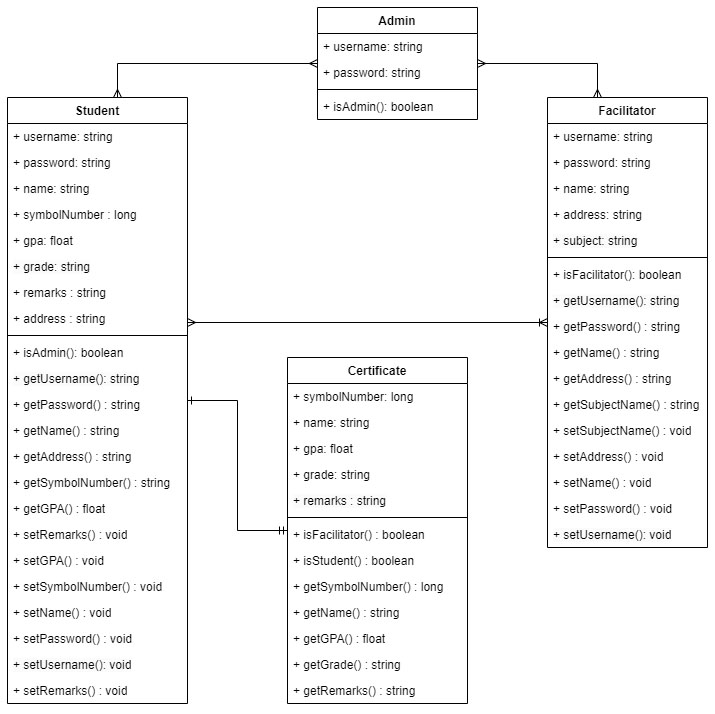 Admin
+ username: string
+ password: string
+ isAdmin(): boolean
Student
+ username: string
+ password: string
+ name: string
+ symbolNumber : long
+ gpa: float
+ grade: string
+ remarks : string
+ address : string
+ isAdmin(): boolean
+ getUsername(): string
+ getPassword() : string
+ getName() : string
+ getAddress() : string
+ getSymbolNumber() : string
+ getGPA() : float
+ setRemarks() : void
+ setGPA() : void
+ setSymbolNumber() : void
+ setName() : void
+ setPassword() : void
+ setUsername: void
+ setRemarks() : void
Certificate
+ symbolNumber: long
+ name: string
+ gpa: float
+ grade: string
+ remarks : string
+ isFacilitator() : boolean
+ isStudent() : boolean
+ getSymbolNumber() : long
+ getName() : string
+ getGPA() : float
+ getGrade() : string
+ getRemarks() : string
Facilitator
+ username: string
+ password: string
+ name: string
+ address: string
+ subject: string
+ isFacilitator(): boolean
+ getUsername(): string
+ getPassword() : string
+ getName() : string
+ getAddress() : string
+ getSubjectName() : string
+ setSubjectName() : void
+ setAddress() : void
+ setName() : void
+ setPassword() : void
+ setUsername(): void